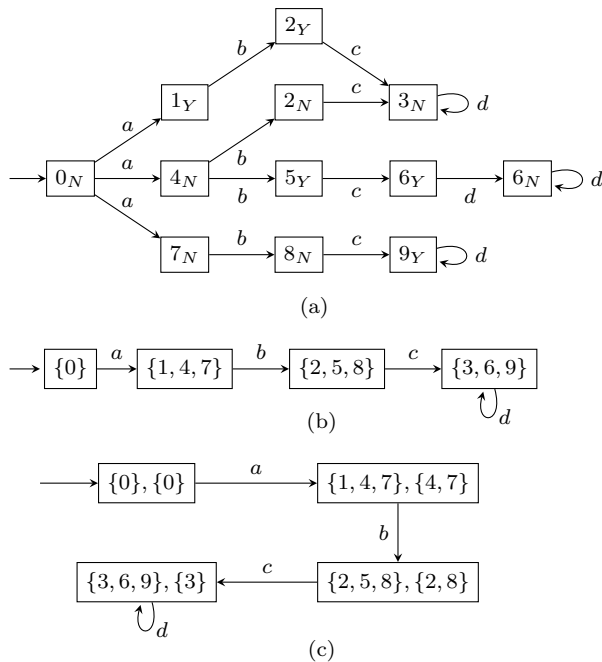 2_Y
b c
1_Y 2_N c 3_N d
a b
0_N a 4_N b 5_Y c 6_Y d 6_N d
a
7_N b 8_N c 9_Y d
(a)
{0} a {1, 4, 7} b {2, 5, 8} c {3, 6, 9}
d
(b)
{0}, {0} a {1, 4, 7}, {4, 7}
b
{3, 6, 9}, {3} c {2, 5, 8}, {2, 8}
d
(c)